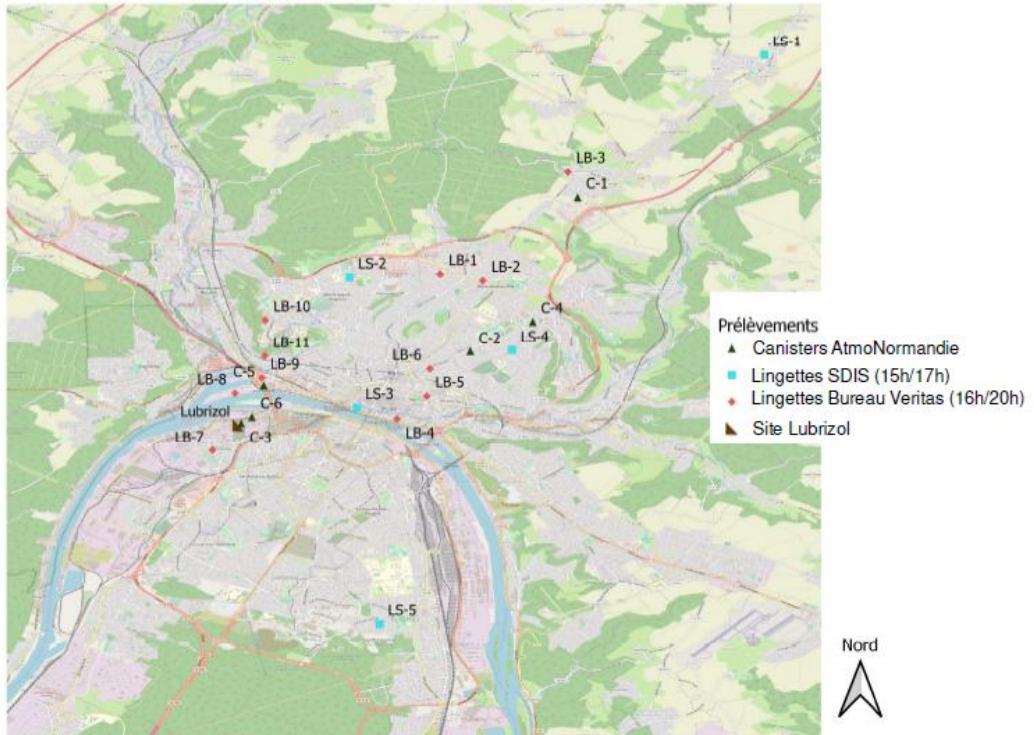 LS-1
LB-3
C-1
LS-2
LB-1
LB-2
LB-10
C-4
C-2
LS-4
LB-11
LB-6
LB-9
C-5
LB-8
LB-5
LS-3
C-6
Lubrizol
LB-4
LB-7
C-3
LS-5
Prélèvements
Canisters AtmoNormandie
Lingettes SDIS (15h/17h)
Lingettes Bureau Veritas (16h/20h)
Site Lubrizol
Nord